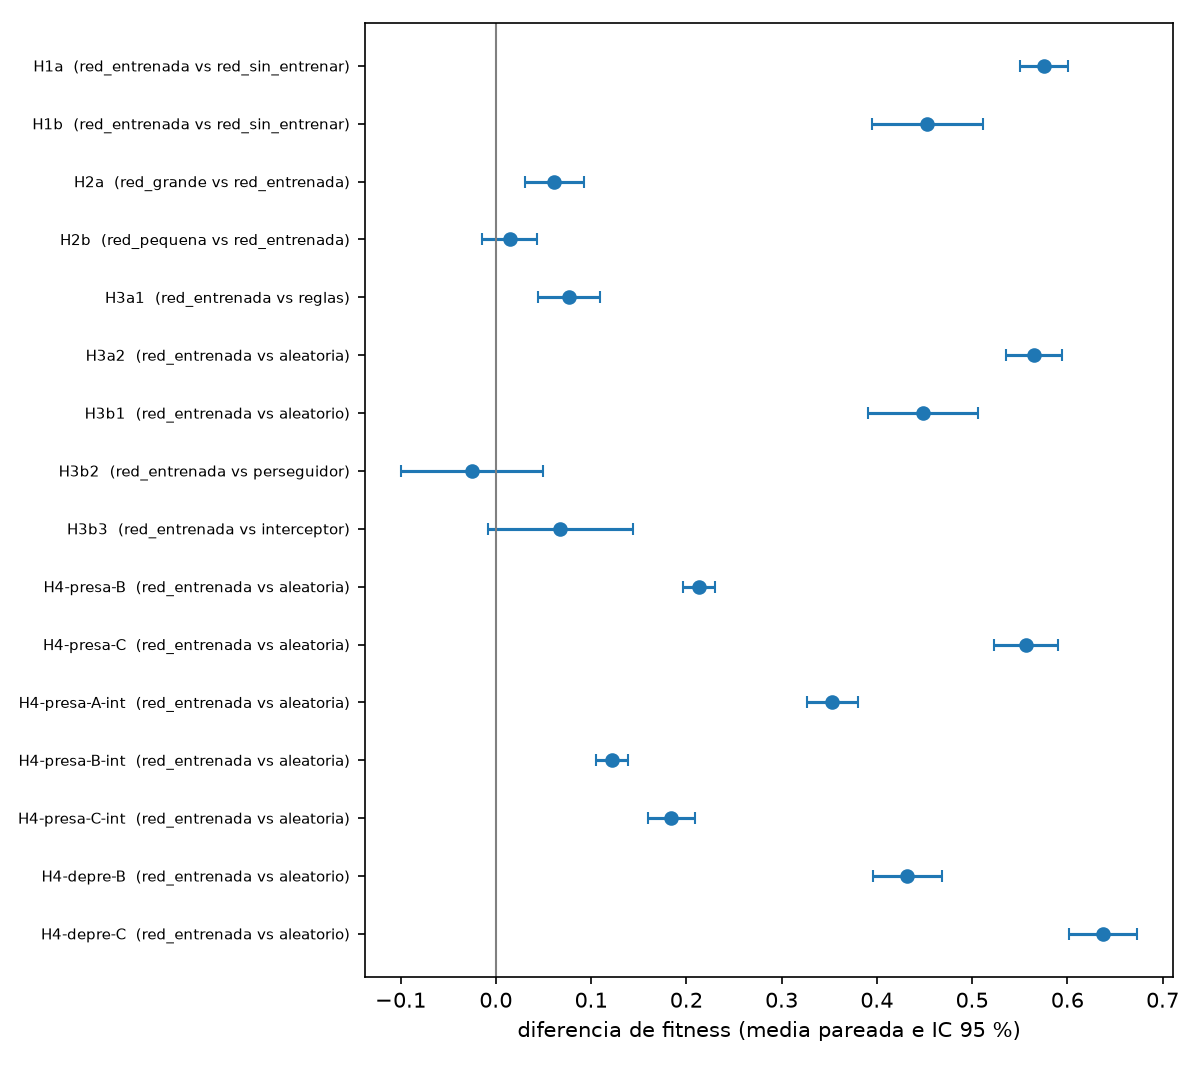 H1a (red_entrenada vs red_sin_entrenar)
H1b (red_entrenada vs red_sin_entrenar)
H2a (red_grande vs red_entrenada)
H2b (red_pequena vs red_entrenada)
H3a1 (red_entrenada vs reglas)
H3a2 (red_entrenada vs aleatoria)
H3b1 (red_entrenada vs aleatorio)
H3b2 (red_entrenada vs perseguidor)
H3b3 (red_entrenada vs interceptor)
H4-presa-B (red_entrenada vs aleatoria)
H4-presa-C (red_entrenada vs aleatoria)
H4-presa-A-int (red_entrenada vs aleatoria)
H4-presa-B-int (red_entrenada vs aleatoria)
H4-presa-C-int (red_entrenada vs aleatoria)
H4-depre-B (red_entrenada vs aleatorio)
H4-depre-C (red_entrenada vs aleatorio)
−0.1 0.0 0.1 0.2 0.3 0.4 0.5 0.6 0.7
diferencia de fitness (media pareada e IC 95 %)